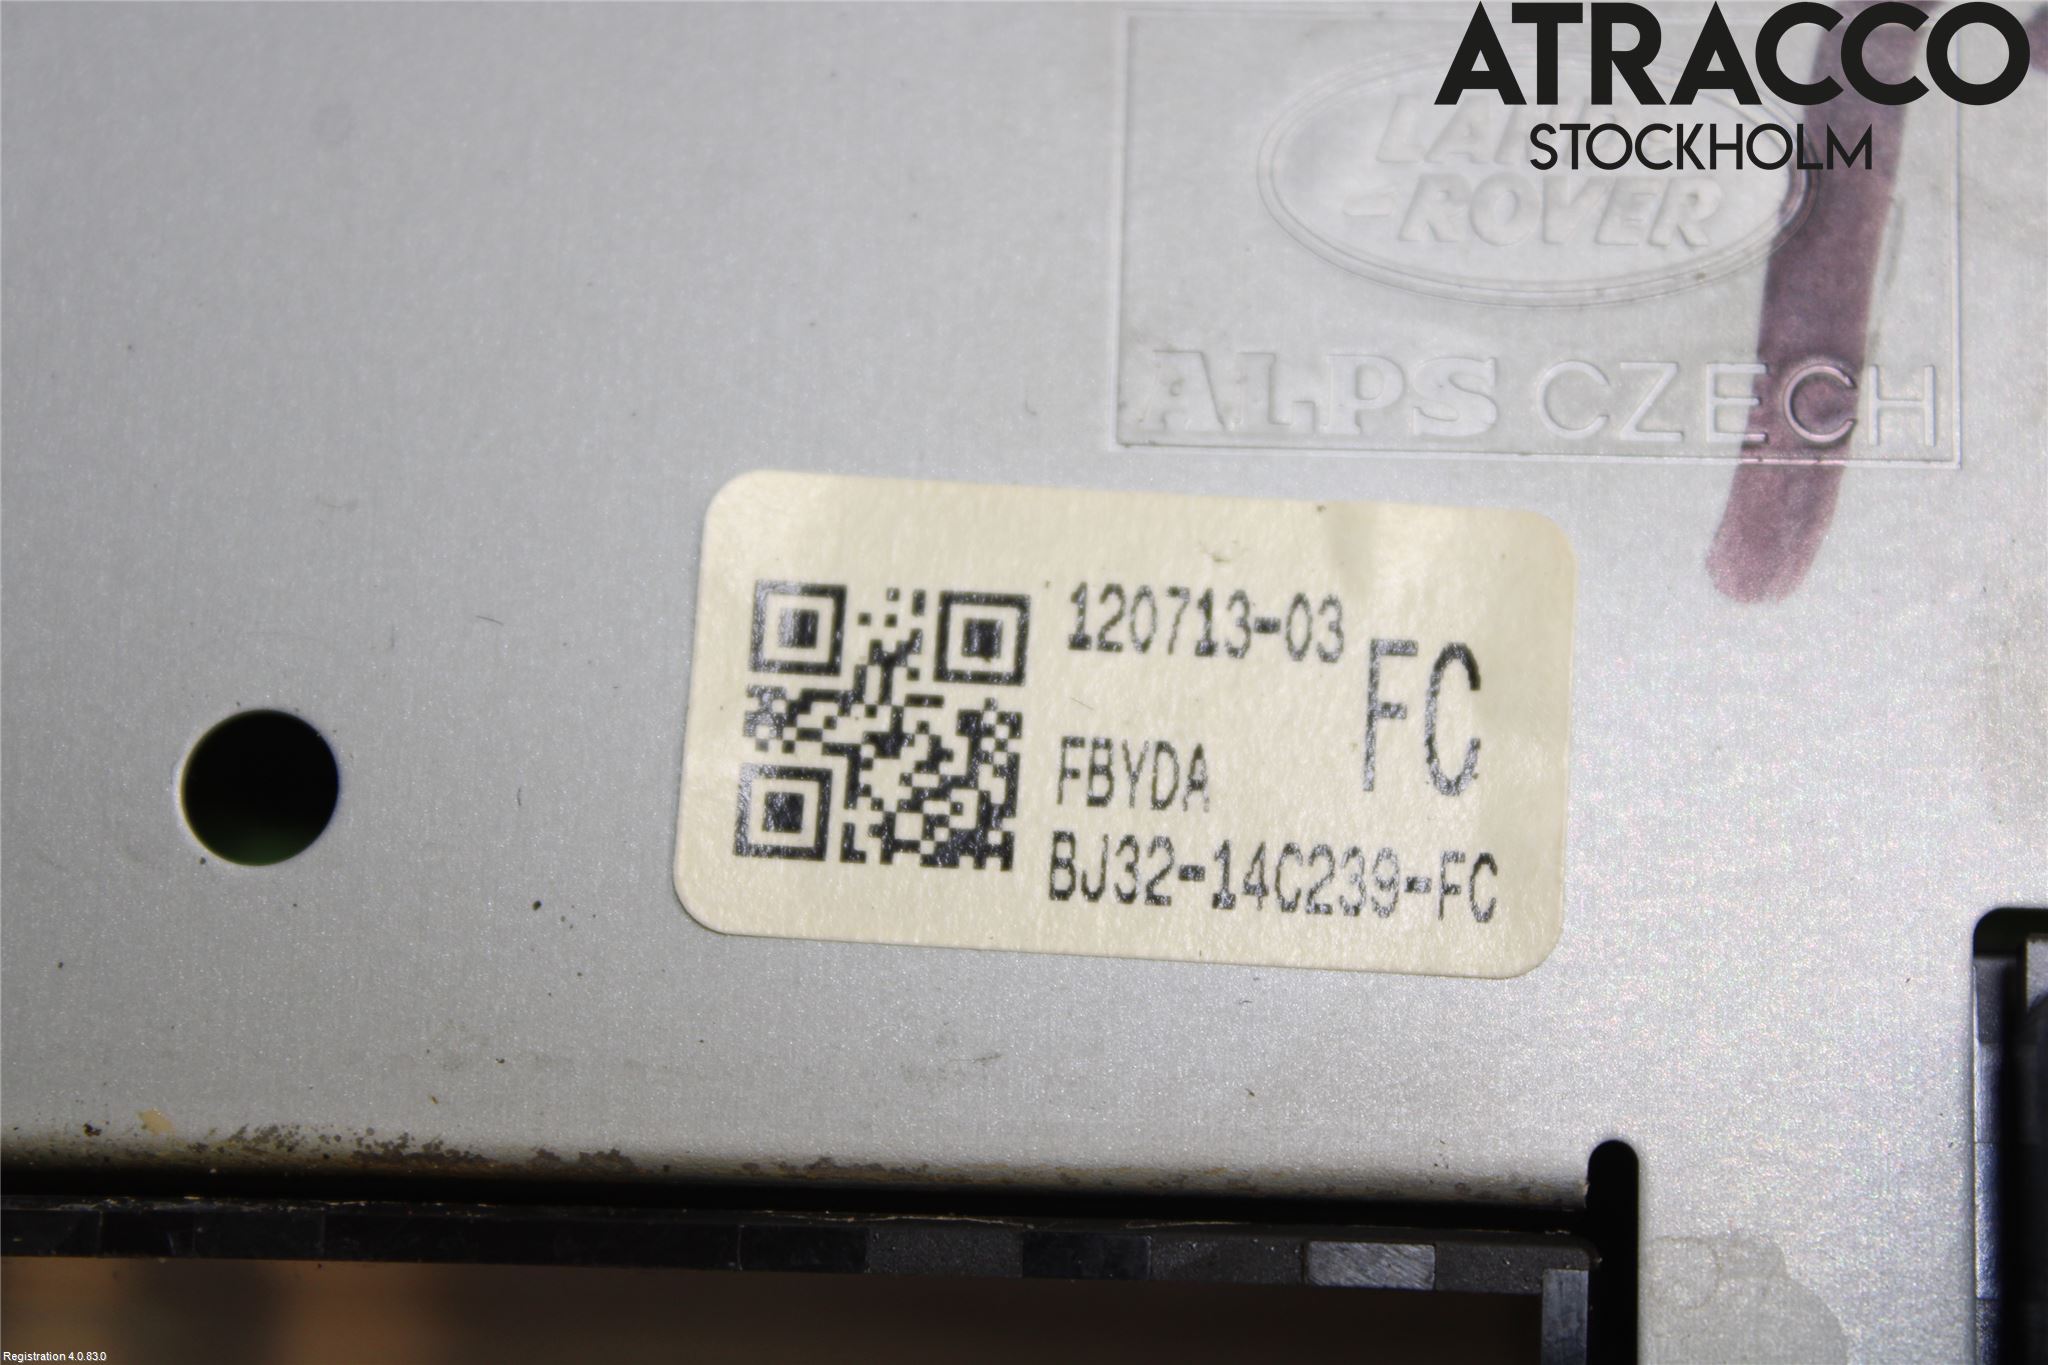 ATRACCO
STOCKHOLM
LAND
-ROVER
ALPS CZECH
120713-03
FC
FBYDA
BJ32-14C239-FC
Registration 4.0.83.0